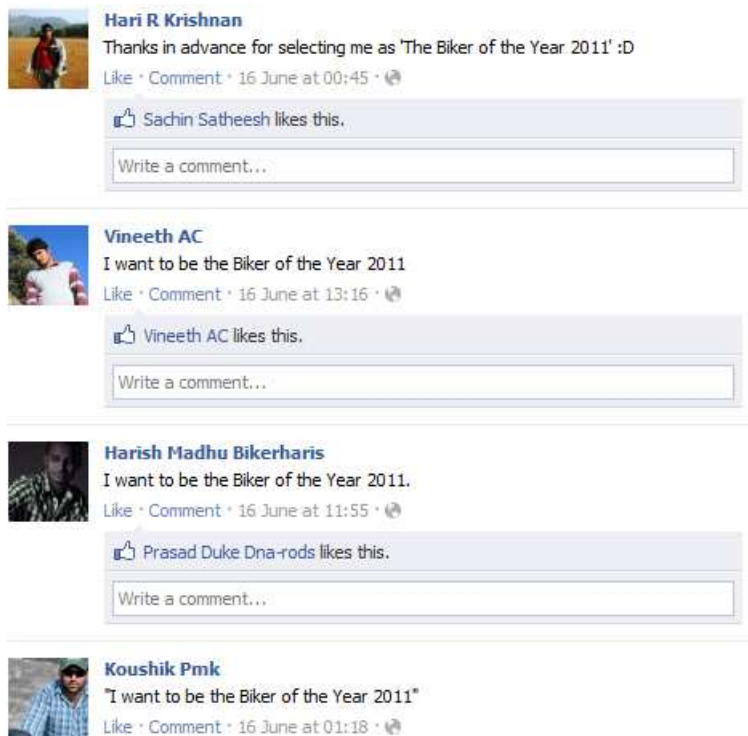 Hari R Krishnan
Thanks in advance for selecting me as 'The Biker of the Year 2011' :D
Like · Comment · 16 June at 00:45 ·
Sachin Satheesh likes this.
Write a comment...
Vineeth AC
I want to be the Biker of the Year 2011
Like · Comment · 16 June at 13:16 ·
Vineeth AC likes this.
Write a comment...
Harish Madhu Bikerharis
I want to be the Biker of the Year 2011.
Like · Comment · 16 June at 11:55 ·
Prasad Duke Dna-rods likes this.
Write a comment...
Koushik Pmk
"I want to be the Biker of the Year 2011"
Like · Comment · 16 June at 01:18 ·